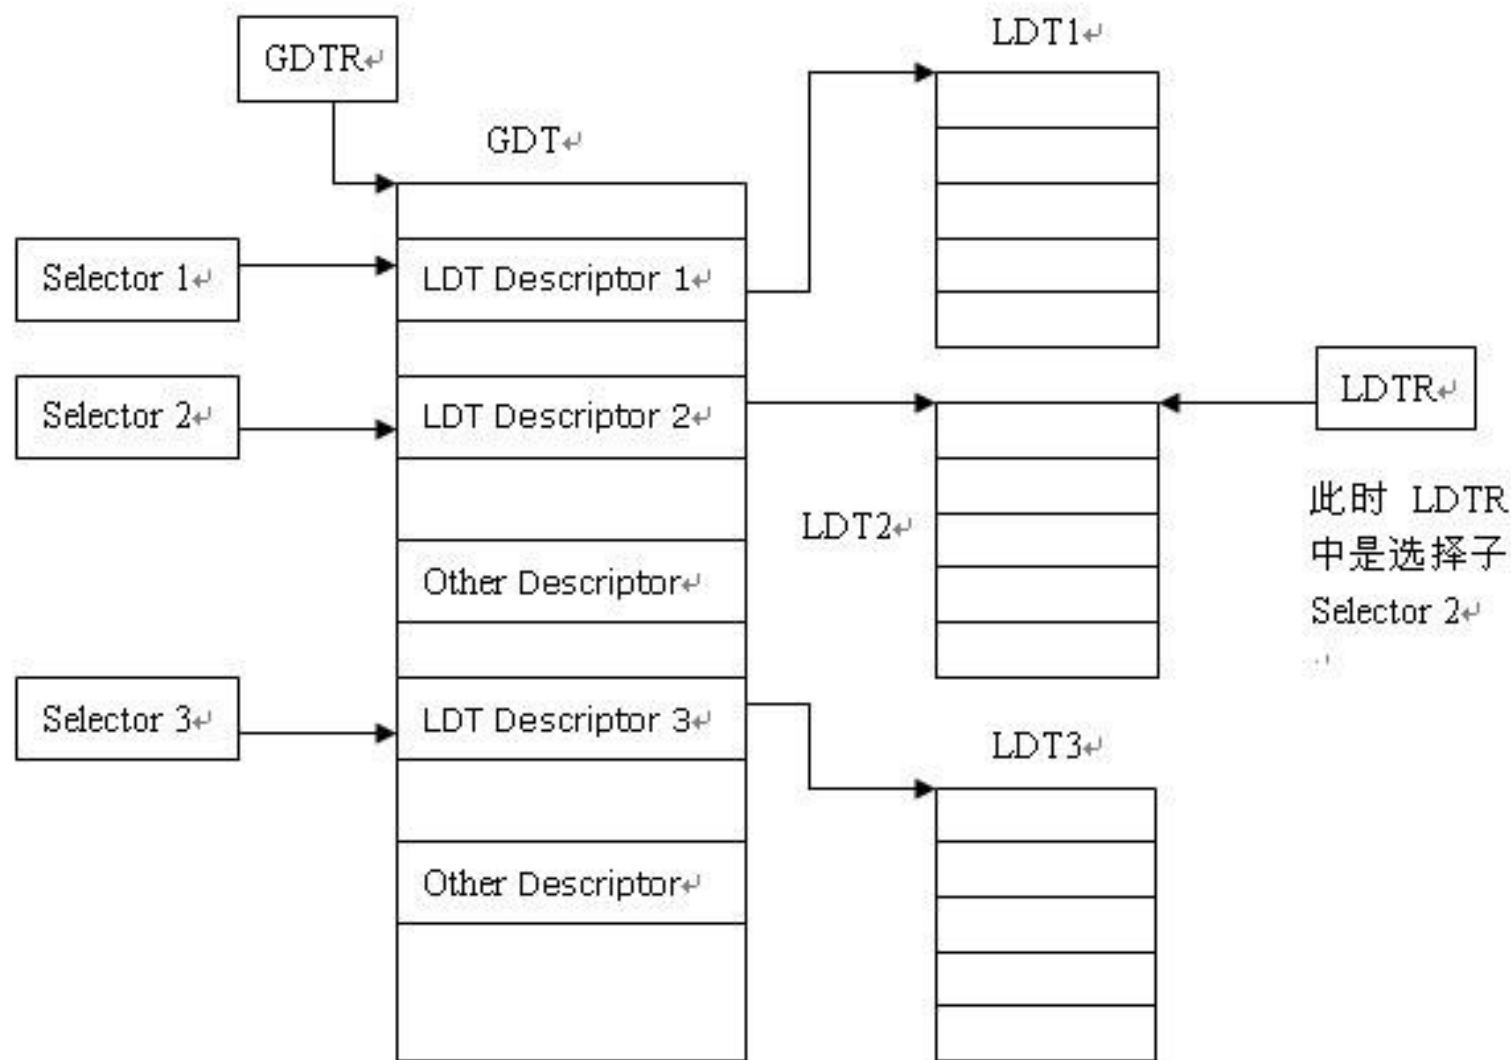 GDTR
LDT1
GDT
Selector 1
LDT Descriptor 1
Selector 2
LDT Descriptor 2
LDTR
LDT2
此时 LDTR
中是选择子
Selector 2
Other Descriptor
Selector 3
LDT Descriptor 3
LDT3
Other Descriptor